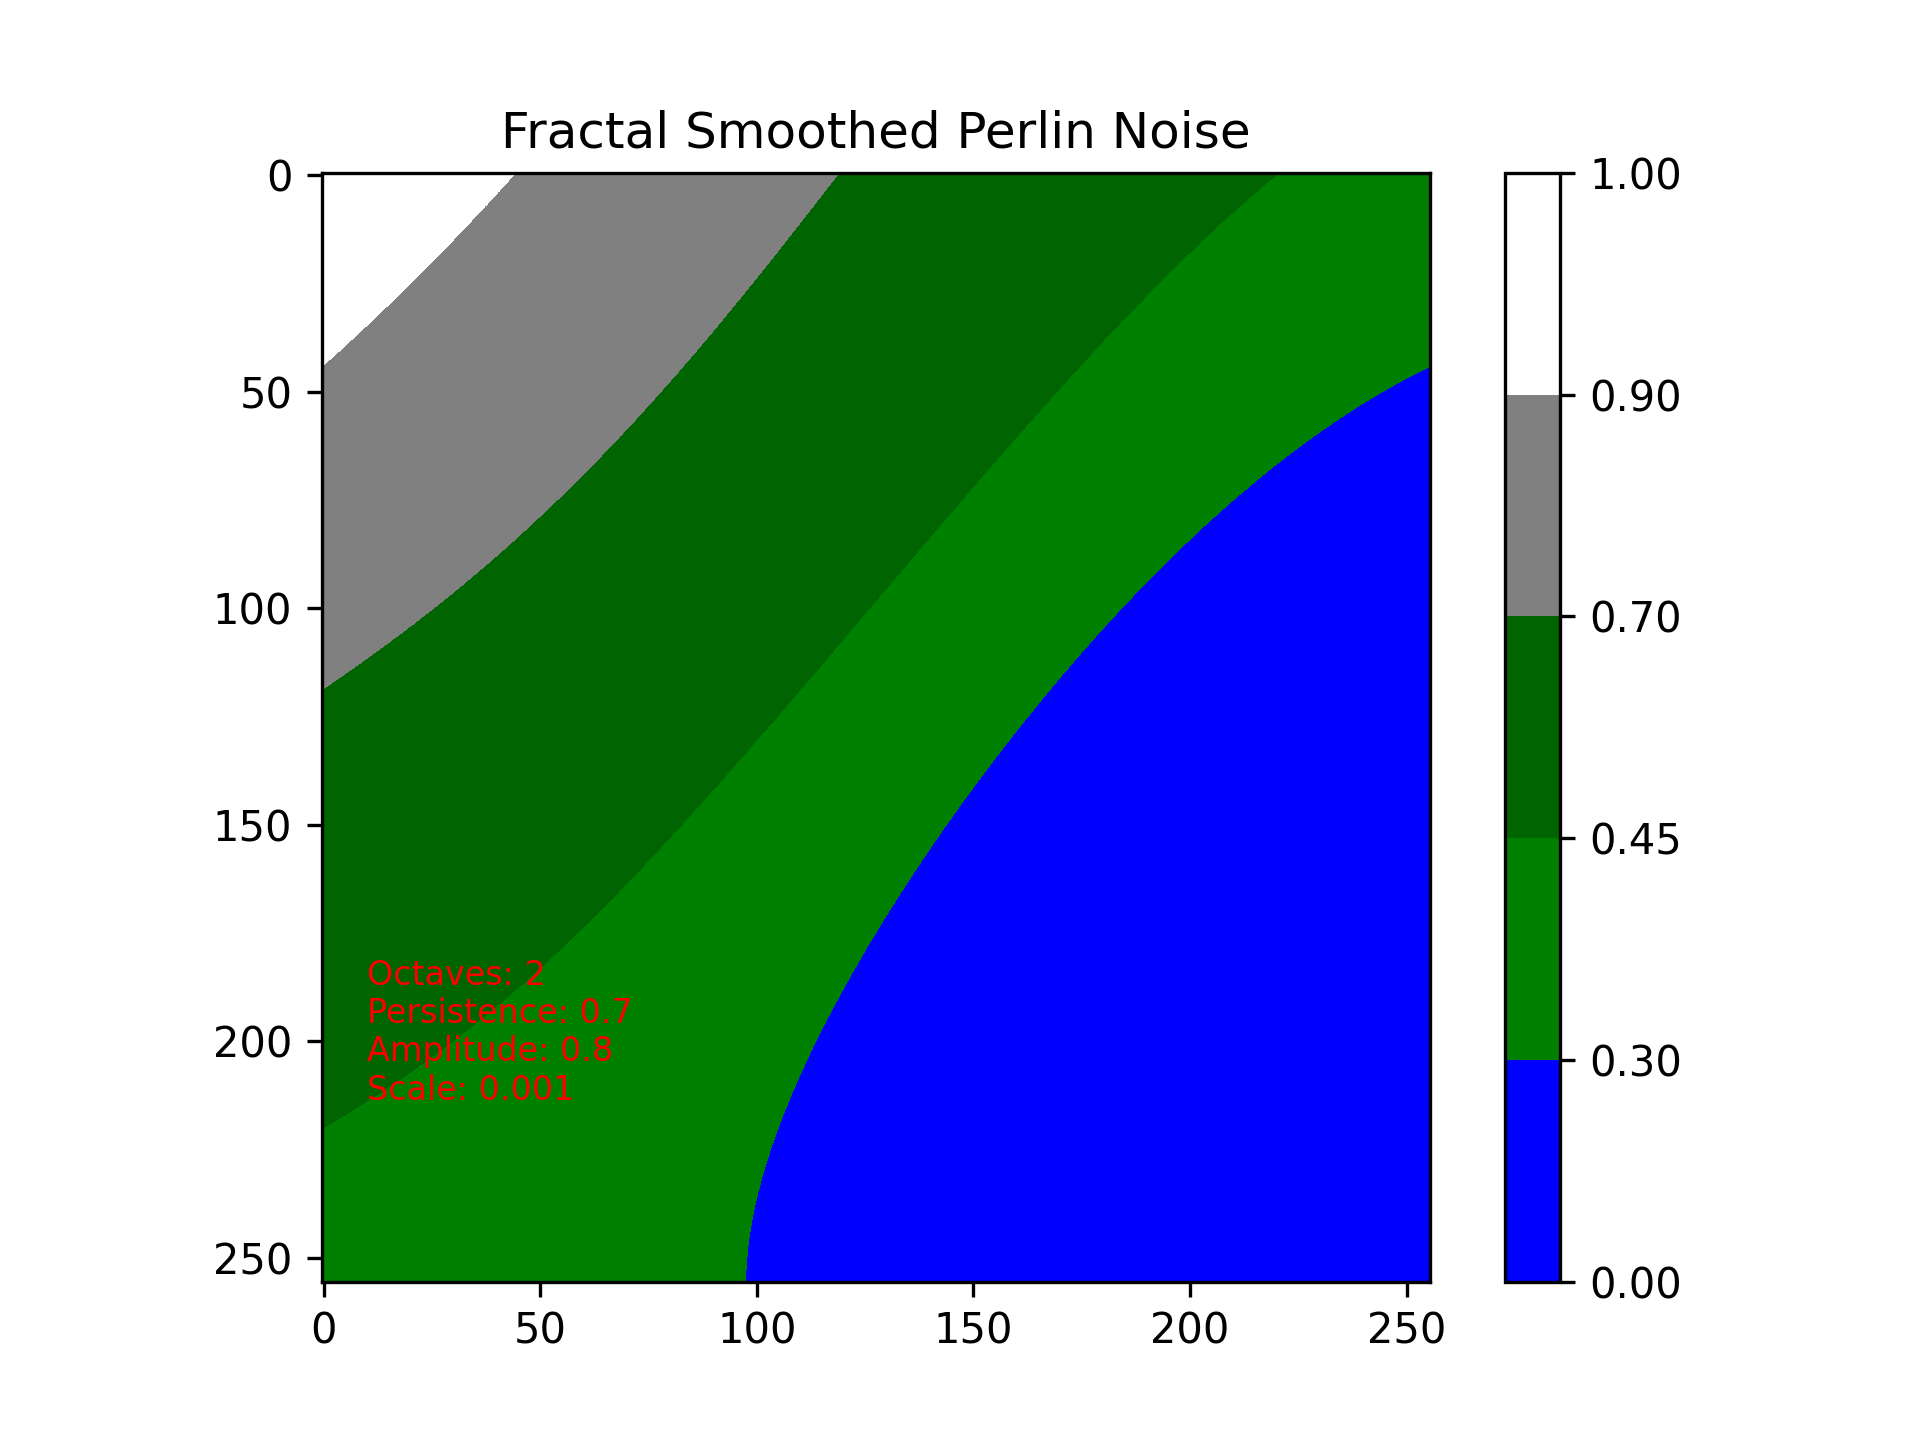 Fractal Smoothed Perlin Noise
0
50
100
150
200
250
0 50 100 150 200 250
Octaves: 2
Persistence: 0.7
Amplitude: 0.8
Scale: 0.001
1.00
0.90
0.70
0.45
0.30
0.00